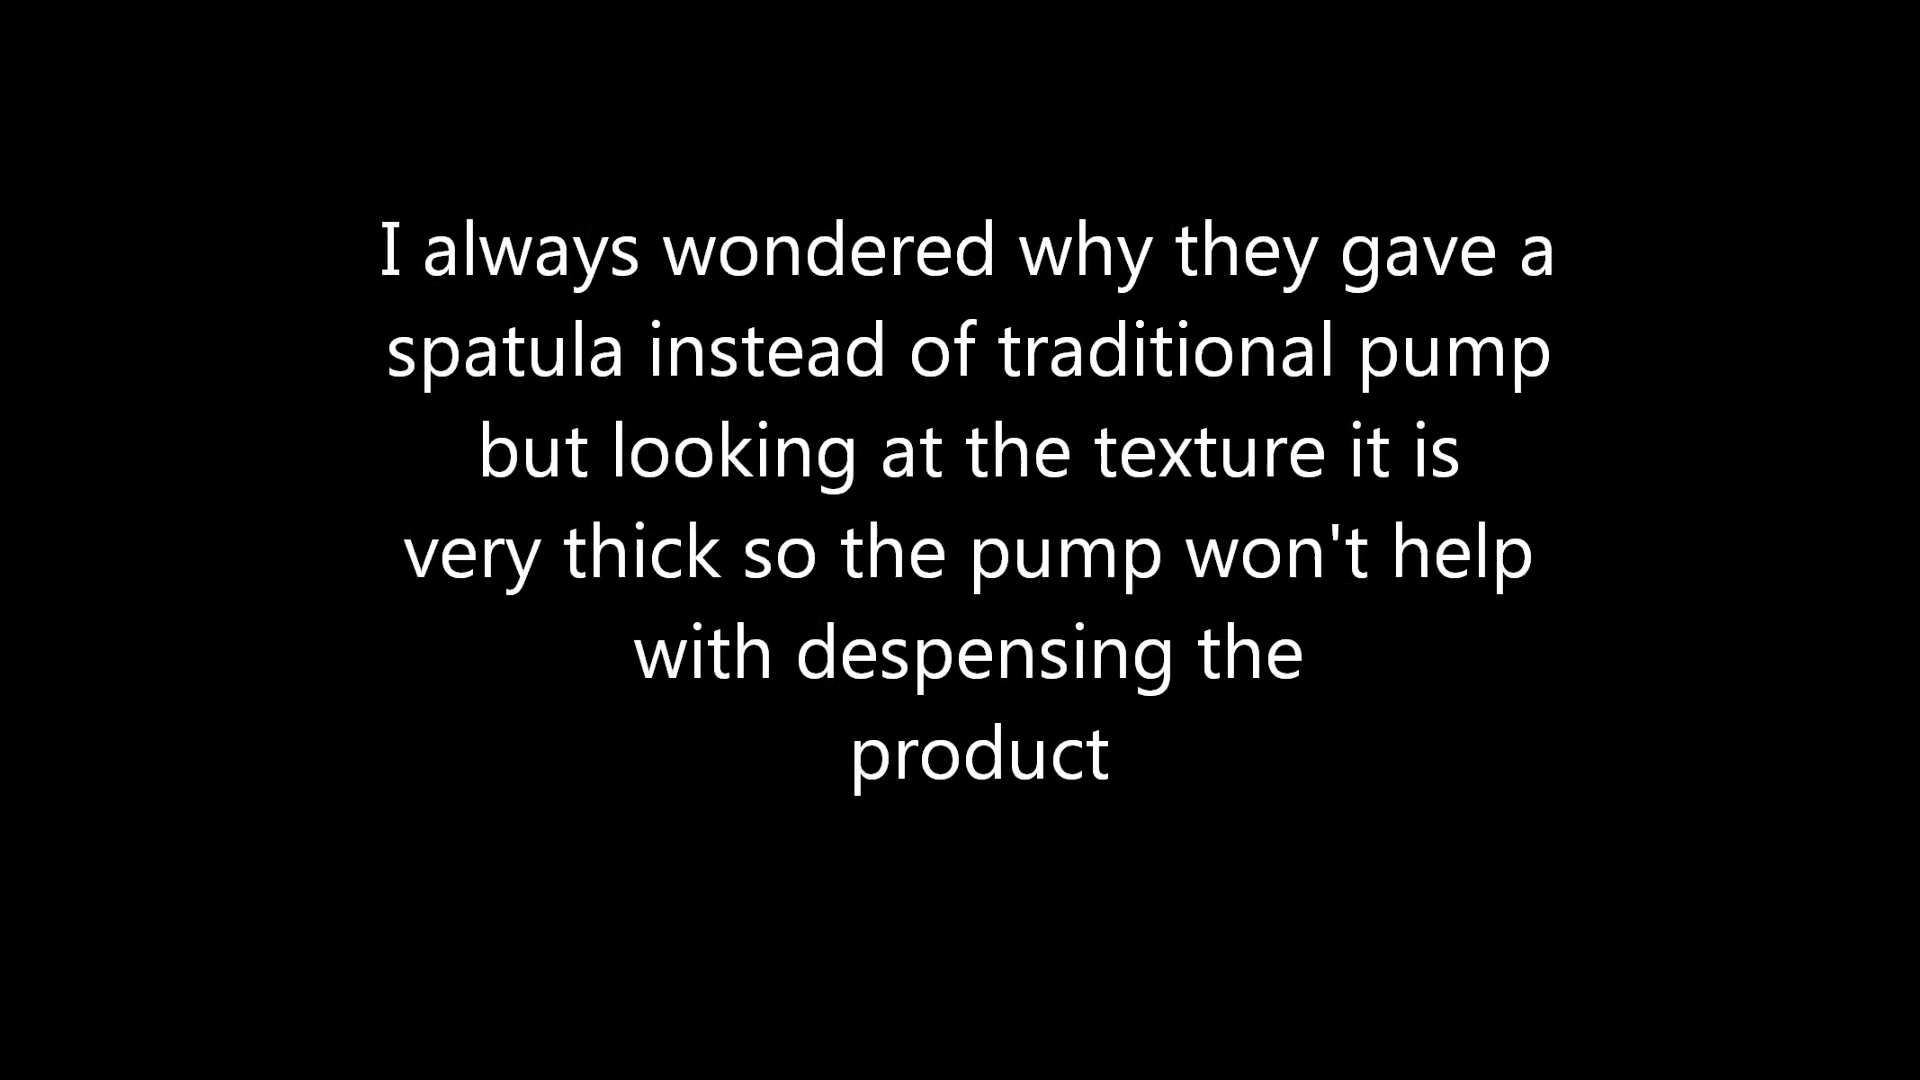 I always wondered why they gave a
spatula instead of traditional pump
but looking at the texture it is
very thick so the pump won't help
with despensing the
product